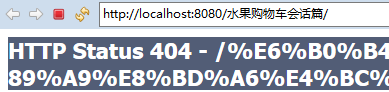 http://localhost:8080/水果购物车会话篇/
HTTP Status 404 - /%E6%B0%B4
89%A9%E8%BD%A6%E4%BC%